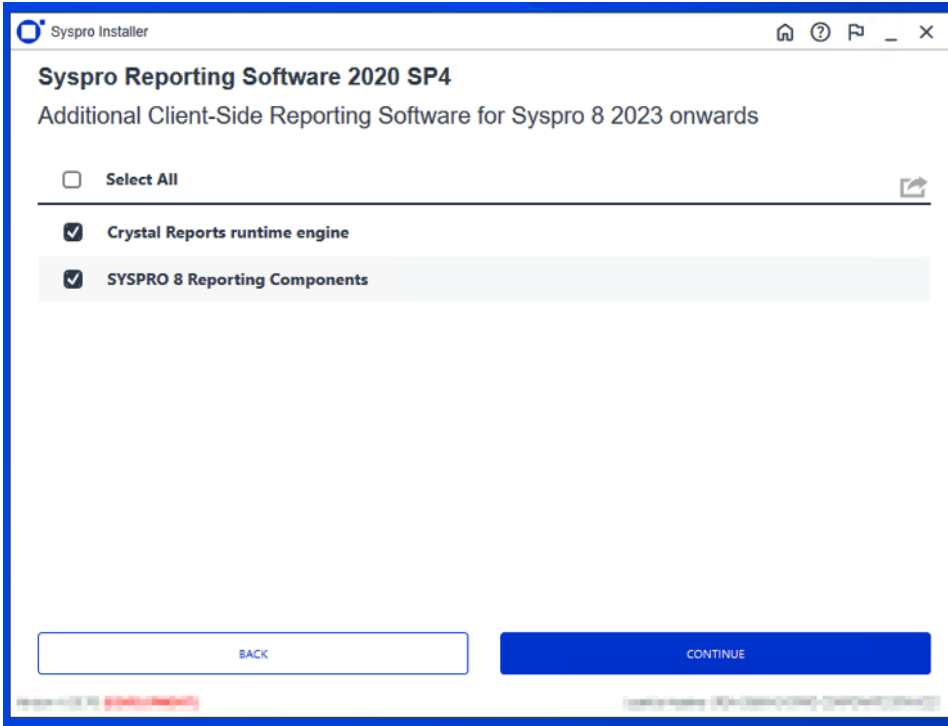 Syspro Installer
Syspro Reporting Software 2020 SP4
Additional Client-Side Reporting Software for Syspro 8 2023 onwards
Select All
Crystal Reports runtime engine
SYSPRO 8 Reporting Components
BACK
CONTINUE